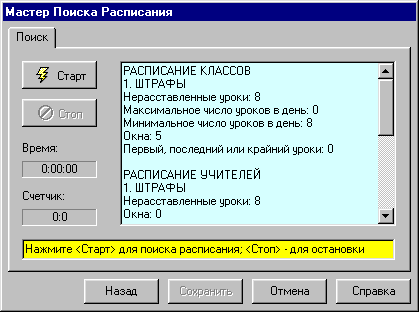 Мастер Поиска Расписания
Поиск
Старт
Стоп
Время:
0:00:00
Счетчик:
0:0
РАСПИСАНИЕ КЛАССОВ
1. ШТРАФЫ
Нерасставленные уроки: 8
Максимальное число уроков в день: 0
Минимальное число уроков в день: 8
Окна: 5
Первый, последний или крайний уроки: 0
РАСПИСАНИЕ УЧИТЕЛЕЙ
1. ШТРАФЫ
Нерасставленные уроки: 8
Окна: 0
Нажмите <Старт> для поиска расписания; <Стоп> - для остановки
Назад
Сохранить
Отмена
Справка